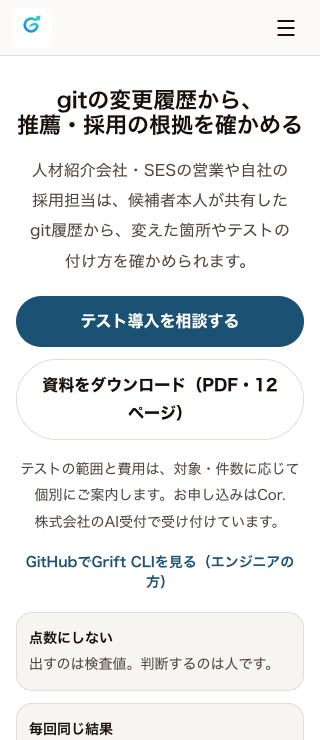 gitの変更履歴から、
推薦・採用の根拠を確かめる
人材紹介会社・SESの営業や自社の
採用担当は、候補者本人が共有した
git履歴から、変えた箇所やテストの
付け方を確かめられます。
テスト導入を相談する
資料をダウンロード（PDF・12
ページ）
テストの範囲と費用は、対象・件数に応じて
個別にご案内します。お申し込みはCor.
株式会社のAI受付で受け付けています。
GitHubでGrift CLIを見る（エンジニアの
方）
点数にしない
出すのは検査値。判断するのは人です。
毎回同じ結果